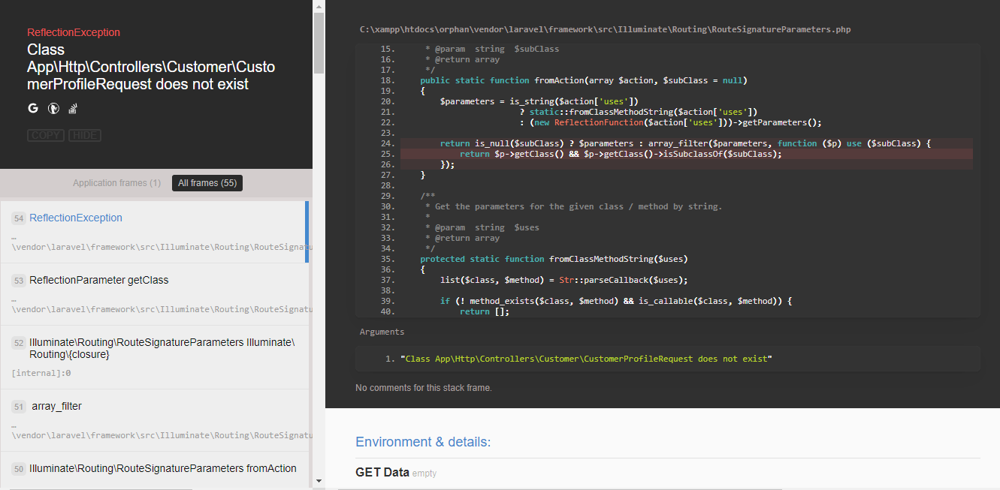 ReflectionException
Class
App\Http\Controllers\Customer\Custo
merProfileRequest does not exist
G
COPY HIDE
Application frames (1) All frames (55)
54 ReflectionException
…
\vendor\laravel\framework\src\Illuminate\Routing\RouteSignatu
53 ReflectionParameter getClass
…
\vendor\laravel\framework\src\Illuminate\Routing\RouteSignatu
52 Illuminate\Routing\RouteSignatureParameters Illuminate\
Routing\{closure}
[internal]:0
51 array_filter
…
\vendor\laravel\framework\src\Illuminate\Routing\RouteSignatu
50 Illuminate\Routing\RouteSignatureParameters fromAction
C:\xampp\htdocs\orphan\vendor\laravel\framework\src\Illuminate\Routing\RouteSignatureParameters.php
15. * @param string $subClass
16. * @return array
17. */
18. public static function fromAction(array $action, $subClass = null)
19. {
20. $parameters = is_string($action['uses'])
21. ? static::fromClassMethodString($action['uses'])
22. : (new ReflectionFunction($action['uses']))->getParameters();
23.
24. return is_null($subClass) ? $parameters : array_filter($parameters, function ($p) use ($subClass) {
25. return $p->getClass() && $p->getClass()->isSubclassOf($subClass);
26. });
27. }
28.
29. /**
30. * Get the parameters for the given class / method by string.
31. *
32. * @param string $uses
33. * @return array
34. */
35. protected static function fromClassMethodString($uses)
36. {
37. list($class, $method) = Str::parseCallback($uses);
38.
39. if (! method_exists($class, $method) && is_callable($class, $method)) {
40. return [];
Arguments
1. "Class App\Http\Controllers\Customer\CustomerProfileRequest does not exist"
No comments for this stack frame.
Environment & details:
GET Data empty